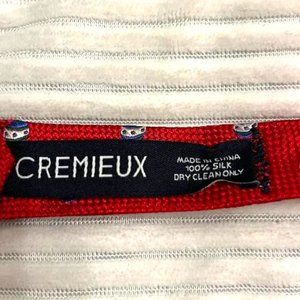 CREMIEUX
MADE IN CHINA
100% SILK
DRY CLEAN ONLY